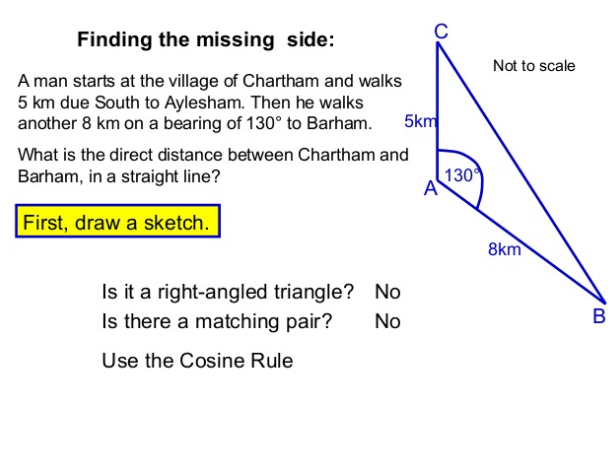 Finding the missing side:
C
Not to scale
A man starts at the village of Chartham and walks
5 km due South to Aylesham. Then he walks
another 8 km on a bearing of 130° to Barham.
5km
What is the direct distance between Chartham and
Barham, in a straight line?
130°
A
First, draw a sketch.
8km
Is it a right-angled triangle? No
B
Is there a matching pair? No
Use the Cosine Rule